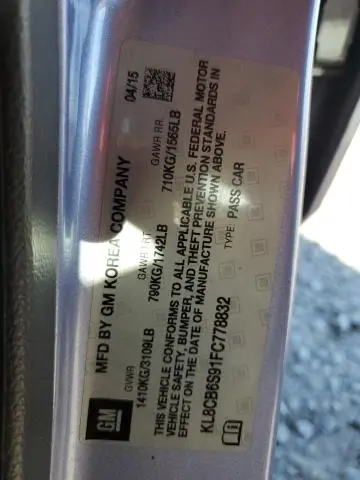 GM
MFD BY GM KOREA COMPANY
04/15
GVWR
GAWR FRT.
GAWR RR.
1410KG/3109LB
790KG/1742LB
710KG/1565LB
THIS VEHICLE CONFORMS TO ALL APPLICABLE U.S. FEDERAL MOTOR
VEHICLE SAFETY, BUMPER, AND THEFT PREVENTION STANDARDS IN
EFFECT ON THE DATE OF MANUFACTURE SHOWN ABOVE.
KL8CB6S91FC778832
TYPE: PASS CAR